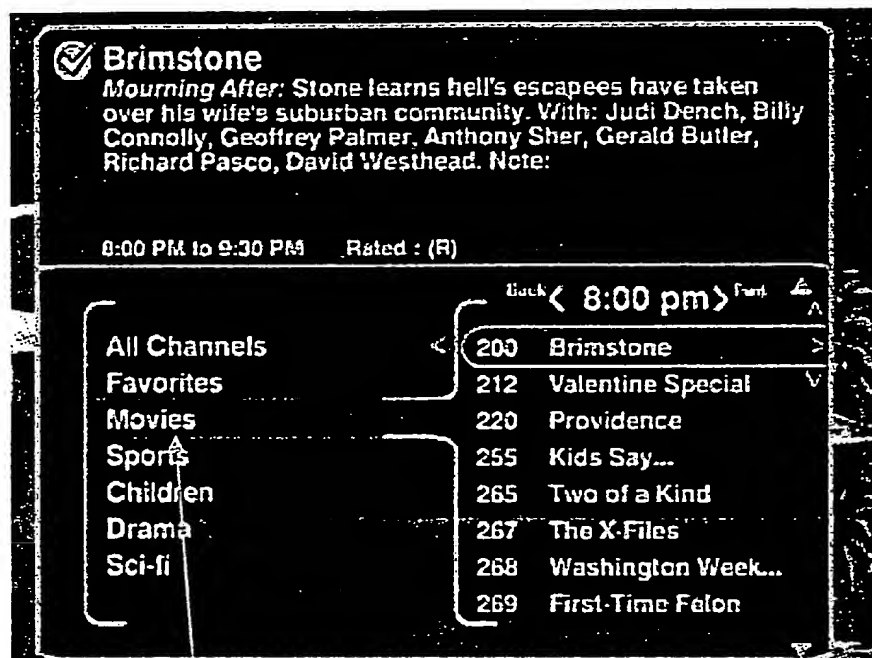 Brimstone
Mourning After: Stone learns hell's escapees have taken
over his wife's suburban community. With: Judi Dench, Billy
Connolly, Geoffrey Palmer, Anthony Sher, Gerald Butler,
Richard Pasco, David Westhead. Note:
8:00 PM to 9:30 PM Rated : (R)
Back < 8:00 pm >
All Channels
Favorites
Movies
Sports
Children
Drama
Sci-fi
200 Brimstone
212 Valentine Special
220 Providence
255 Kids Say...
265 Two of a Kind
267 The X-Files
268 Washington Week...
269 First-Time Felon